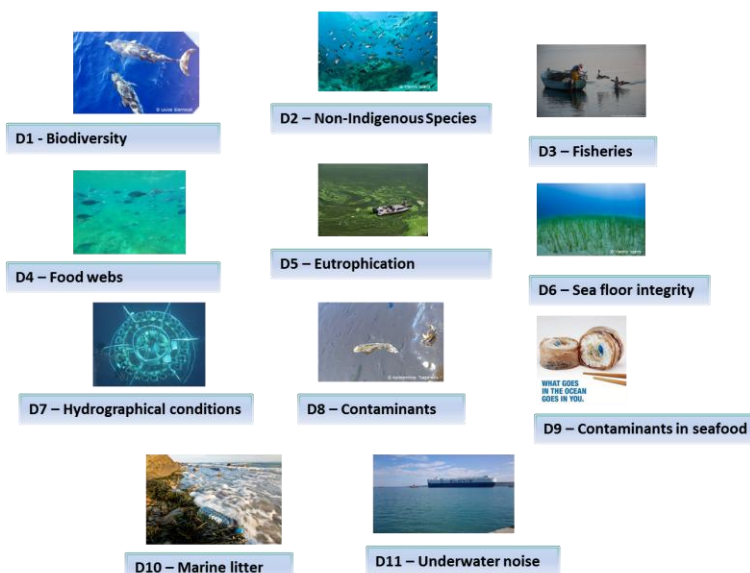 D1 - Biodiversity
D2 – Non-Indigenous Species
D3 – Fisheries
D4 – Food webs
D5 – Eutrophication
D6 – Sea floor integrity
D7 – Hydrographical conditions
D8 – Contaminants
WHAT GOES
IN THE OCEAN
GOES IN YOU.
D9 – Contaminants in seafood
D10 – Marine litter
D11 – Underwater noise